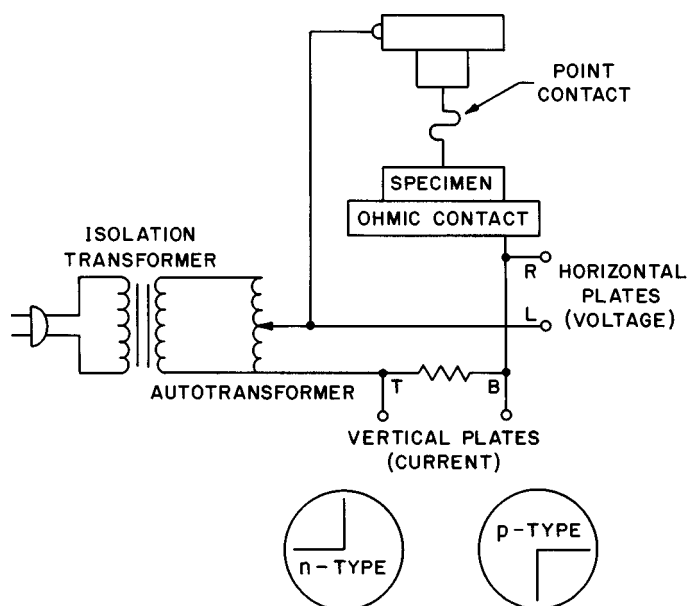 POINT
CONTACT
SPECIMEN
OHMIC CONTACT
ISOLATION
TRANSFORMER
R
HORIZONTAL
PLATES
(VOLTAGE)
L
AUTOTRANSFORMER
T
B
VERTICAL PLATES
(CURRENT)
n-TYPE
p-TYPE